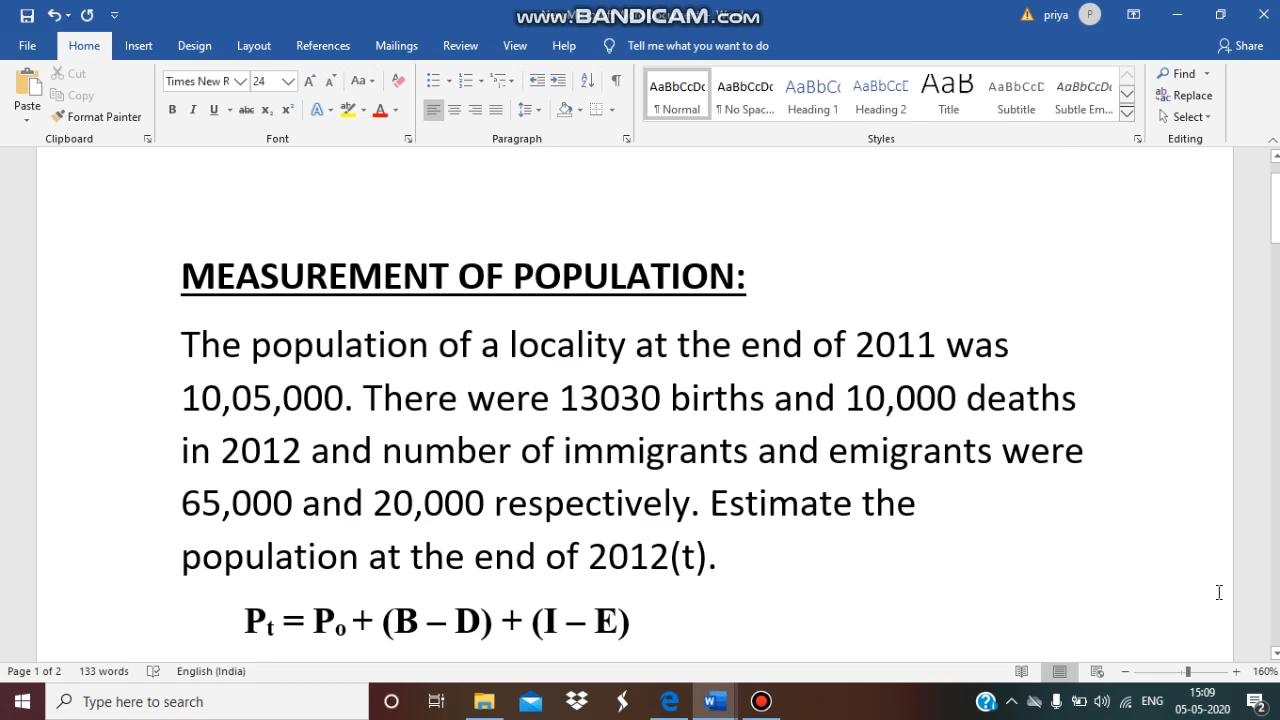 www.BANDICAM.com
priya P
File Home Insert Design Layout References Mailings Review View Help Tell me what you want to do Share
Paste Cut Copy Format Painter
Times New R 24 Aa
B I U abc x₂ x² A A
AaBbCcDc AaBbCcDc AaBbCc AaBbCcC AaB AaBbCcD AaBbCcDc
¶ Normal ¶ No Spac... Heading 1 Heading 2 Title Subtitle Subtle Em...
Find Replace Select
Clipboard Font Paragraph Styles Editing
MEASUREMENT OF POPULATION:
The population of a locality at the end of 2011 was
10,05,000. There were 13030 births and 10,000 deaths
in 2012 and number of immigrants and emigrants were
65,000 and 20,000 respectively. Estimate the
population at the end of 2012(t).
Pₜ = Pₒ + (B – D) + (I – E)
Page 1 of 2 133 words English (India) 160%
Type here to search ENG 15:09
05-05-2020 2